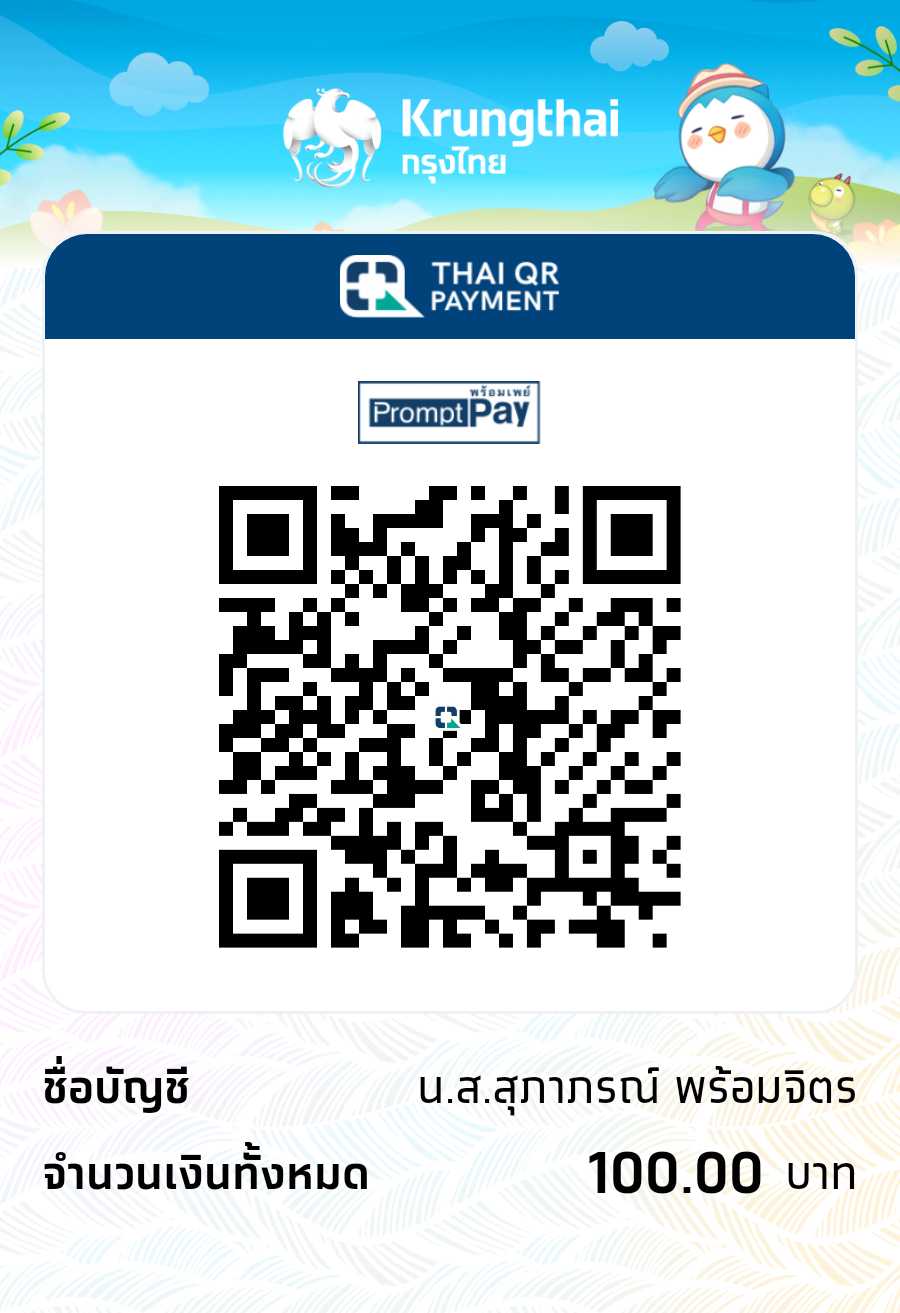 Krungthai
กรุงไทย
THAI QR
PAYMENT
พร้อมเพย์
PromptPay
ชื่อบัญชี น.ส.สุภาภรณ์ พร้อมจิตร
จำนวนเงินทั้งหมด 100.00 บาท